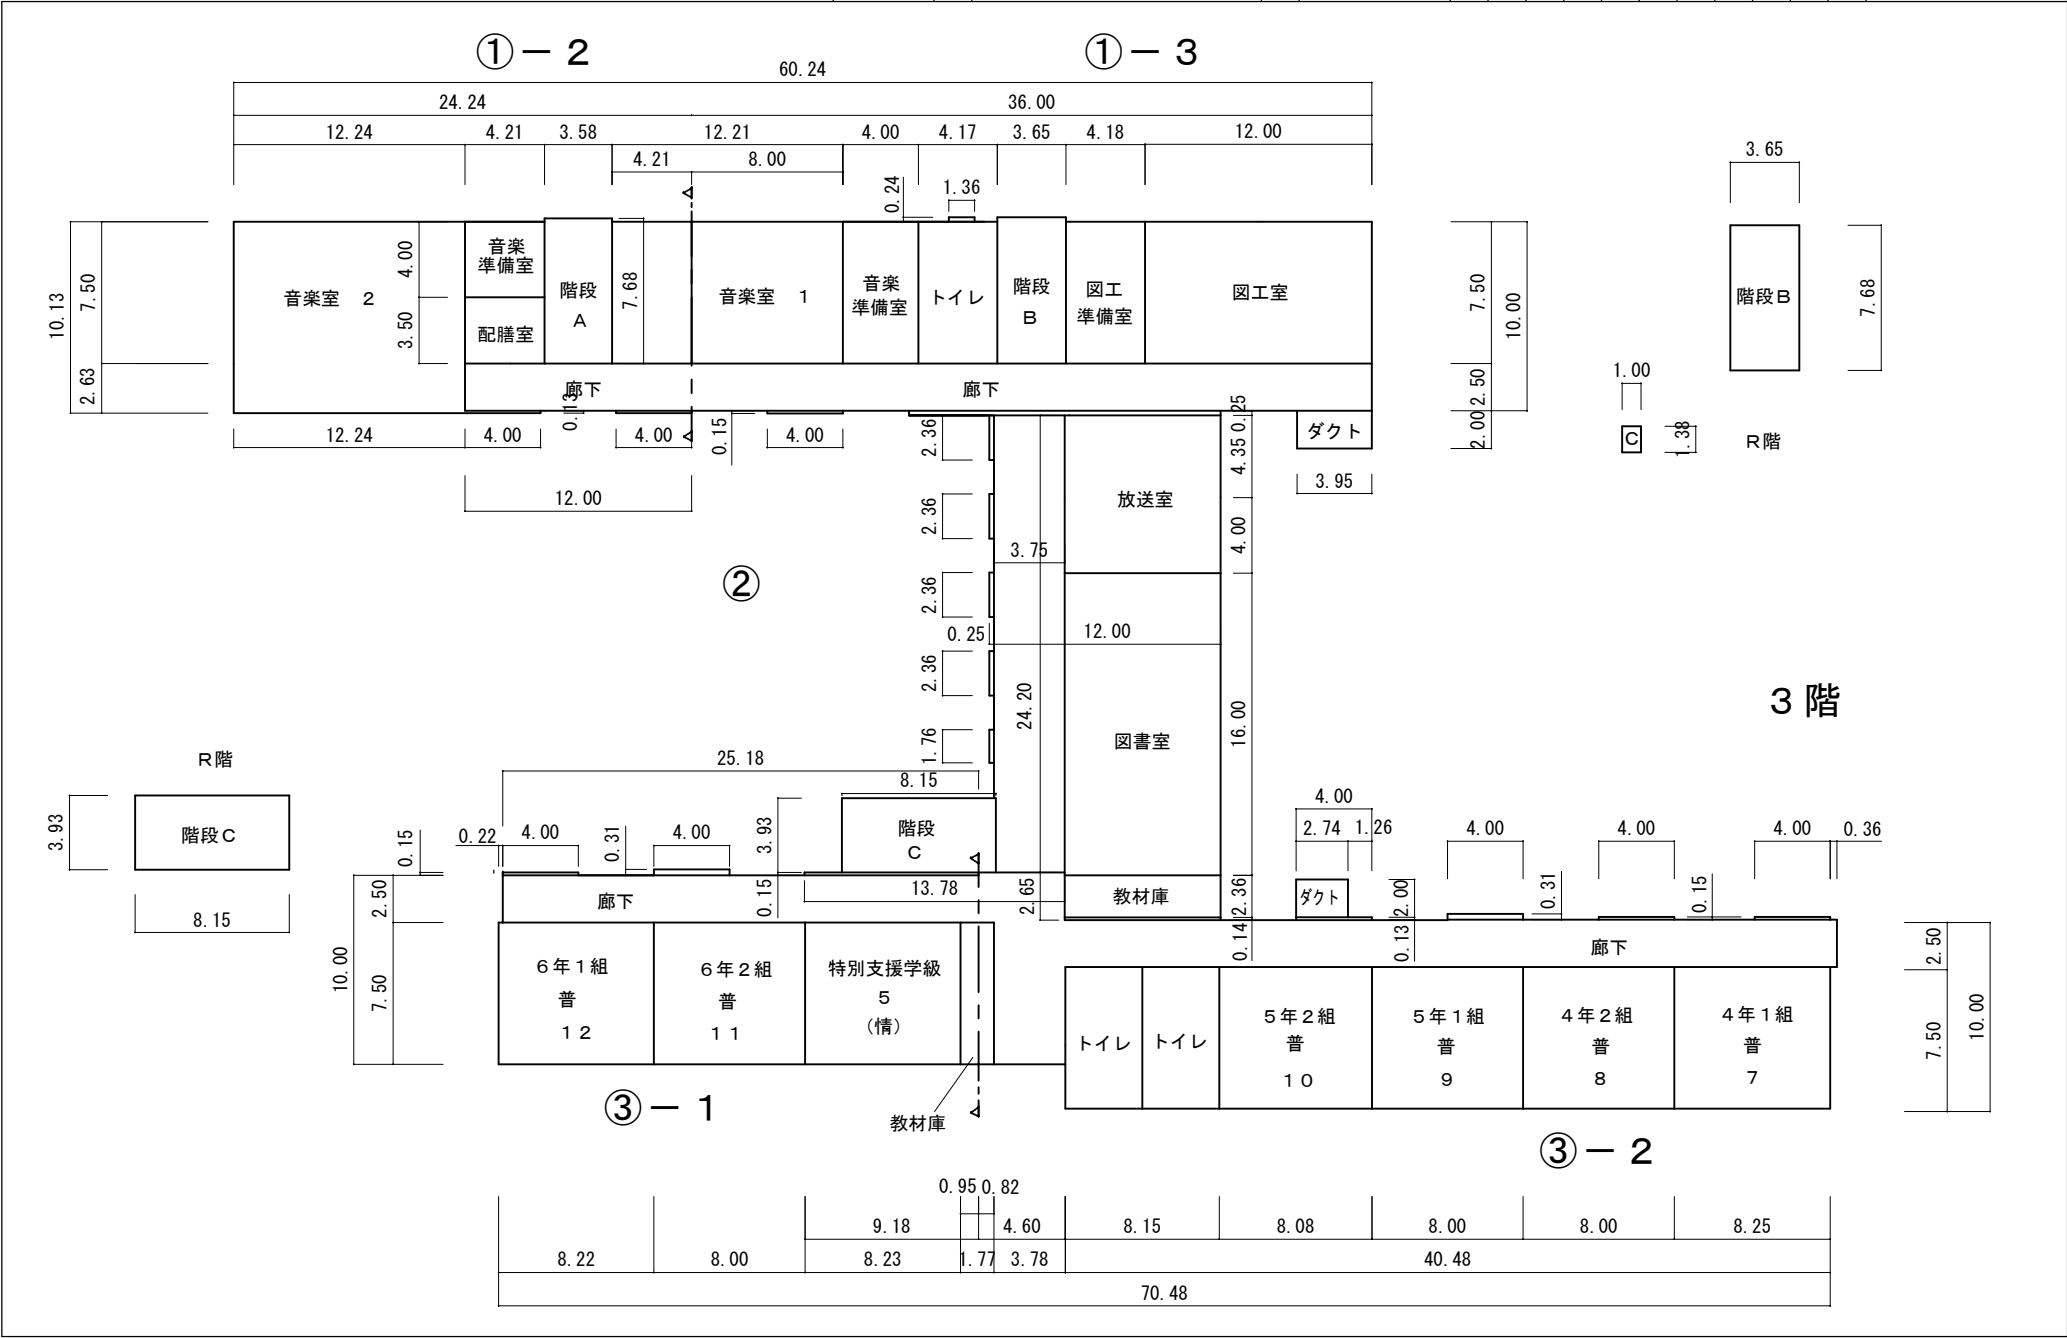 ①－２
①－３
60.24
24.24
36.00
12.24
4.21
3.58
12.21
4.00
4.17
3.65
4.18
12.00
4.21
8.00
0.24
1.36
3.65
10.13
7.50
2.63
音楽室　２
4.00
3.50
音楽
準備室
配膳室
階段
Ａ
7.68
音楽室　１
音楽
準備室
トイレ
階段
Ｂ
図工
準備室
図工室
7.50
2.50
10.00
2.00
階段Ｂ
7.68
廊下
廊下
0.13
12.24
4.00
4.00
0.15
4.00
12.00
ダクト
3.95
1.00
C
1.38
Ｒ階
2.36
2.36
2.36
2.36
1.76
0.25
4.35
4.00
16.00
放送室
3.75
②
0.25
12.00
24.20
図書室
３階
Ｒ階
3.93
階段Ｃ
8.15
25.18
8.15
0.15
0.22
4.00
0.31
4.00
3.93
階段
Ｃ
0.15
13.78
2.65
教材庫
2.36
0.14
4.00
2.74
1.26
ダクト
2.00
0.13
4.00
0.31
4.00
0.15
4.00
0.36
2.50
7.50
10.00
廊下
廊下
2.50
7.50
10.00
６年１組
普
１２
６年２組
普
１１
特別支援学級
５
（情）
トイレ
トイレ
５年２組
普
１０
５年１組
普
９
４年２組
普
８
４年１組
普
７
③－１
教材庫
③－２
0.95
0.82
9.18
4.60
8.15
8.08
8.00
8.00
8.25
8.22
8.00
8.23
1.77
3.78
40.48
70.48